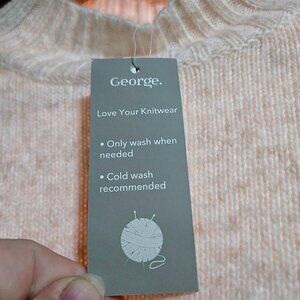 George.
Love Your Knitwear
• Only wash when
needed
• Cold wash
recommended